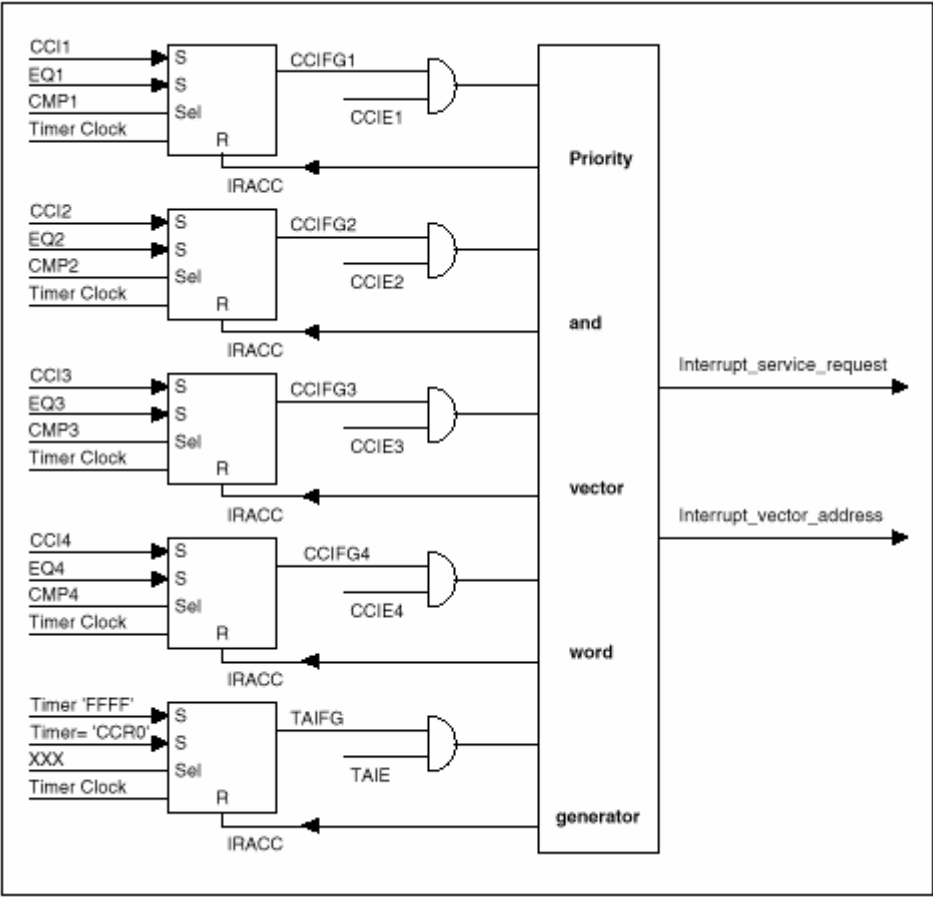 CCI1
EQ1
CMP1
Timer Clock
S
S
Sel
R
CCIFG1
CCIE1
IRACC
CCI2
EQ2
CMP2
Timer Clock
S
S
Sel
R
CCIFG2
CCIE2
IRACC
CCI3
EQ3
CMP3
Timer Clock
S
S
Sel
R
CCIFG3
CCIE3
IRACC
CCI4
EQ4
CMP4
Timer Clock
S
S
Sel
R
CCIFG4
CCIE4
IRACC
Timer 'FFFF'
Timer= 'CCR0'
XXX
Timer Clock
S
S
Sel
R
TAIFG
TAIE
IRACC
Priority
and
vector
word
generator
Interrupt_service_request
Interrupt_vector_address